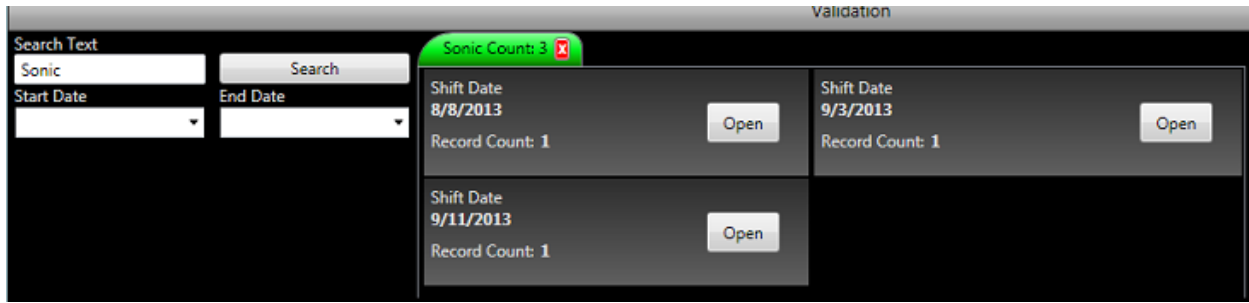 Validation
Search Text
Sonic
Search
Start Date
End Date
Sonic Count: 3 x
Shift Date
8/8/2013
Record Count: 1
Open
Shift Date
9/3/2013
Record Count: 1
Open
Shift Date
9/11/2013
Record Count: 1
Open